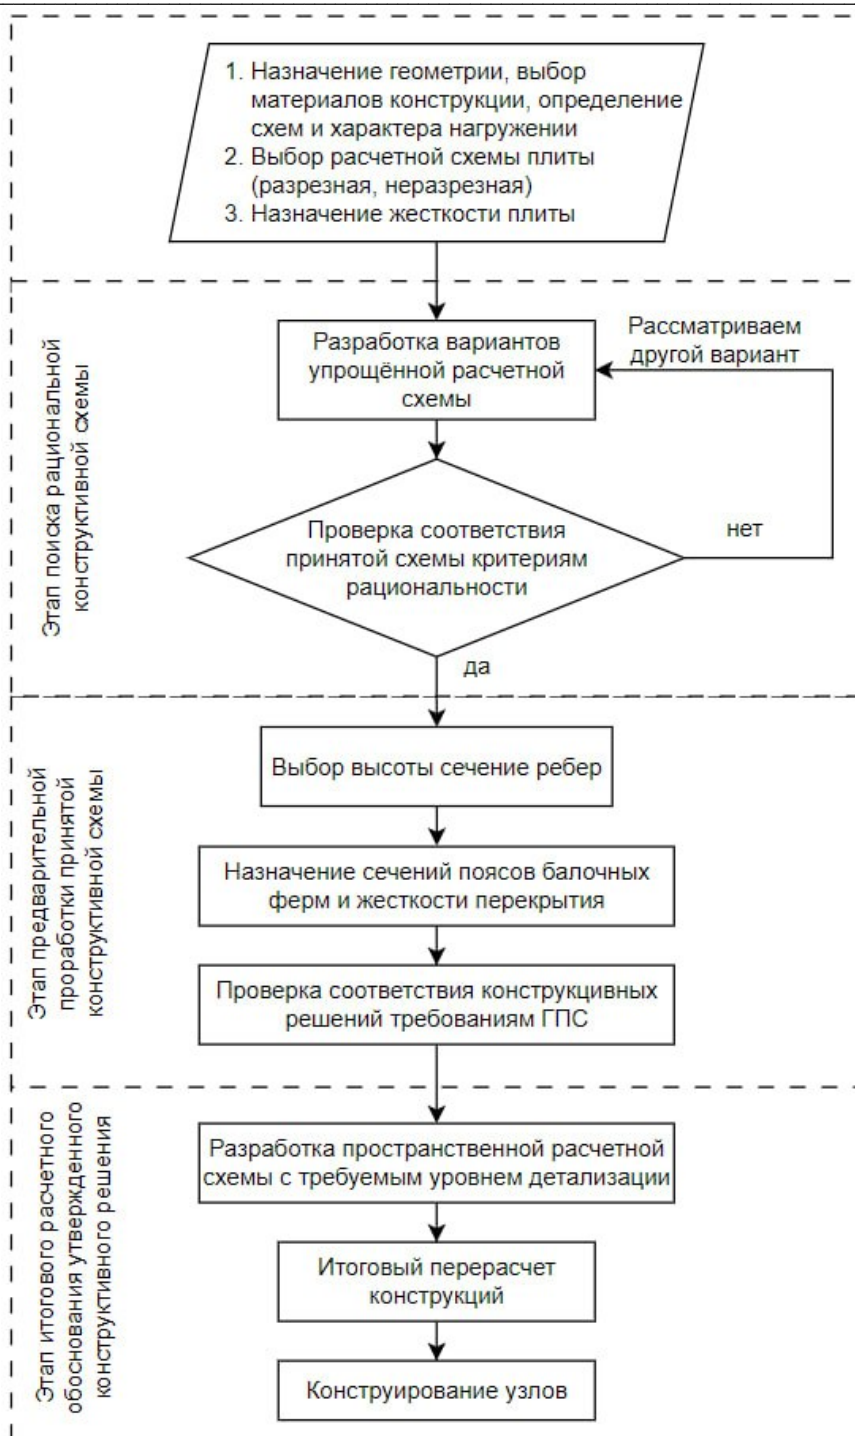 1. Назначение геометрии, выбор
материалов конструкции, определение
схем и характера нагружении
2. Выбор расчетной схемы плиты
(разрезная, неразрезная)
3. Назначение жесткости плиты
Этап поиска рациональной
конструктивной схемы
Разработка вариантов
упрощённой расчетной
схемы
Рассматриваем
другой вариант
Проверка соответствия
принятой схемы критериям
рациональности
нет
да
Этап предварительной
проработки принятой
конструктивной схемы
Выбор высоты сечение ребер
Назначение сечений поясов балочных
ферм и жесткости перекрытия
Проверка соответствия конструкцивных
решений требованиям ГПС
Этап итогового расчетного
обоснования утвержденного
конструктивного решения
Разработка пространственной расчетной
схемы с требуемым уровнем детализации
Итоговый перерасчет
конструкций
Конструирование узлов